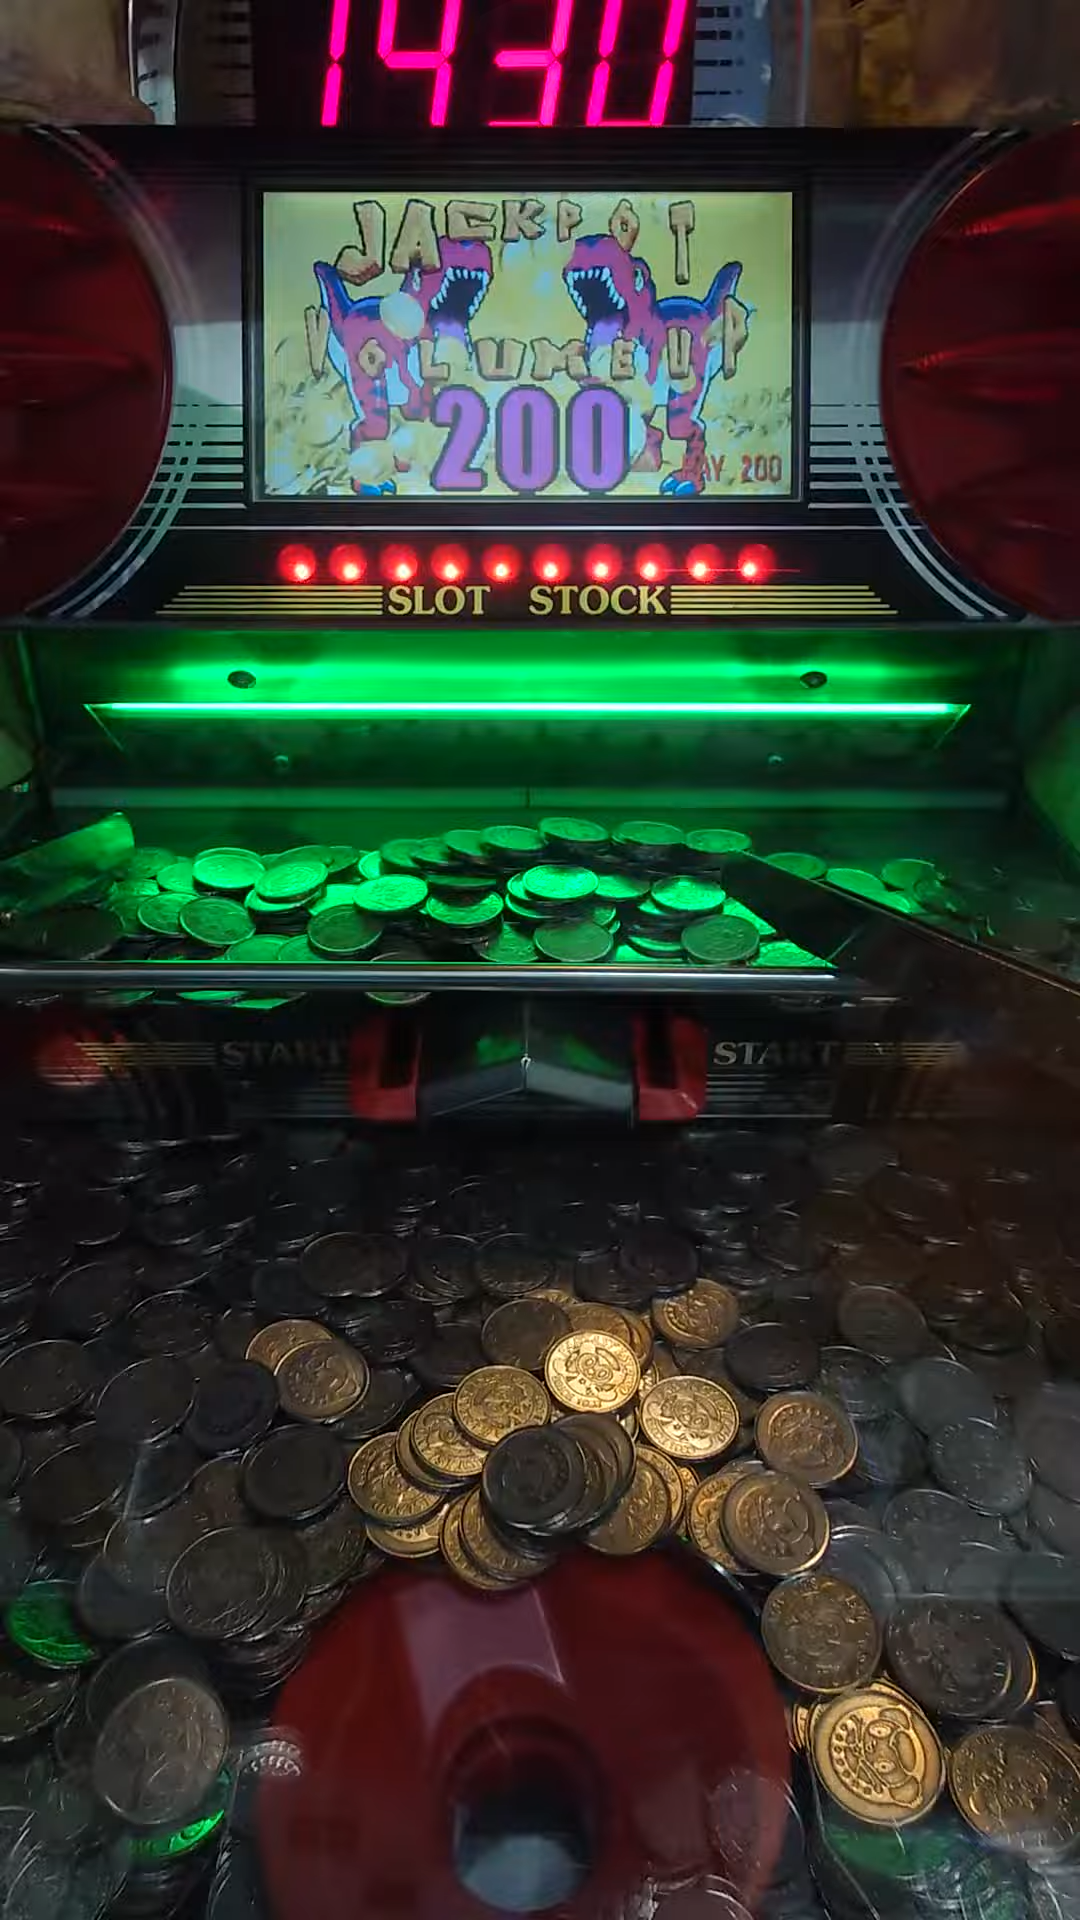 1430
JACKPOT
VOLUME UP
200
PAY 200
SLOT STOCK
START START